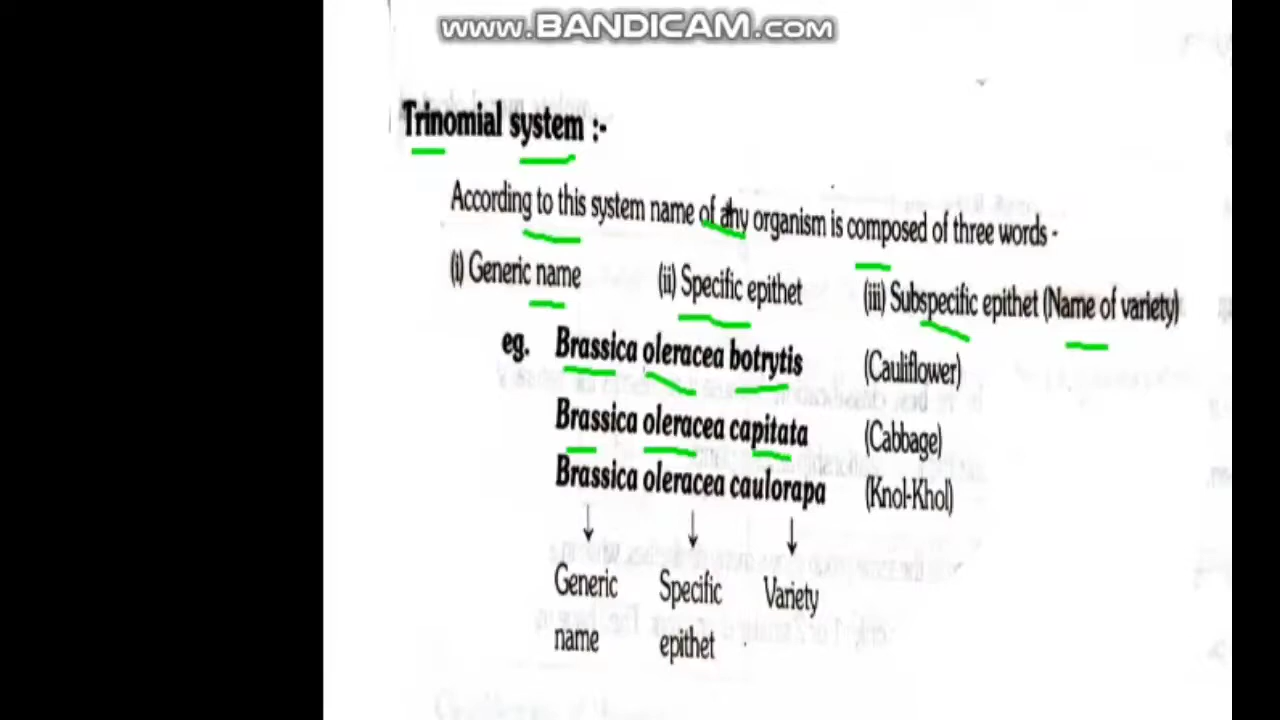 www.BANDICAM.com
Trinomial system :-
According to this system name of any organism is composed of three words -
(i) Generic name (ii) Specific epithet (iii) Subspecific epithet (Name of variety)
eg. Brassica oleracea botrytis (Cauliflower)
Brassica oleracea capitata (Cabbage)
Brassica oleracea caulorapa (Knol-Khol)
Generic Specific Variety
name epithet